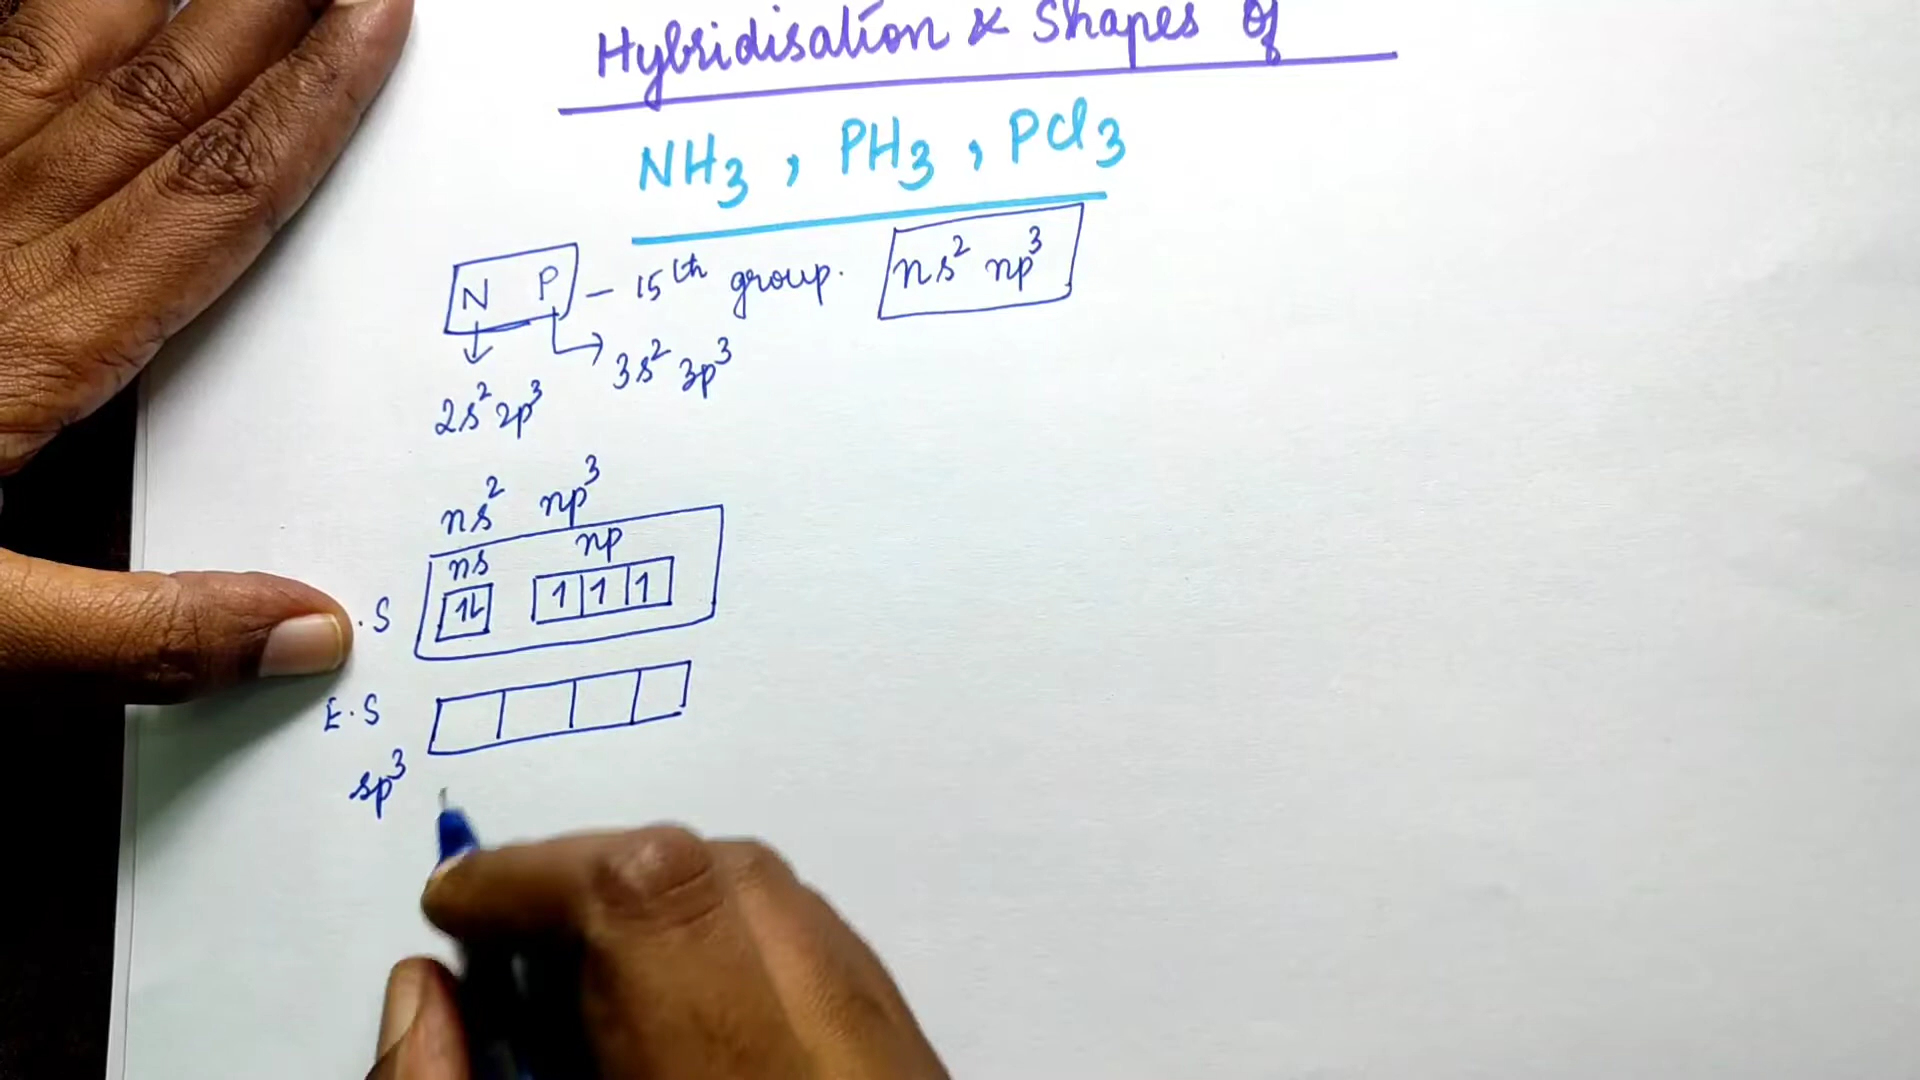 Hybridisation & Shapes Of
NH3 , PH3 , PCl3
N P – 15th group. ns² np³
3s² 3p³
2s² 2p³
ns² np³
ns np
.S 1L 1 1 1
E.S
sp³